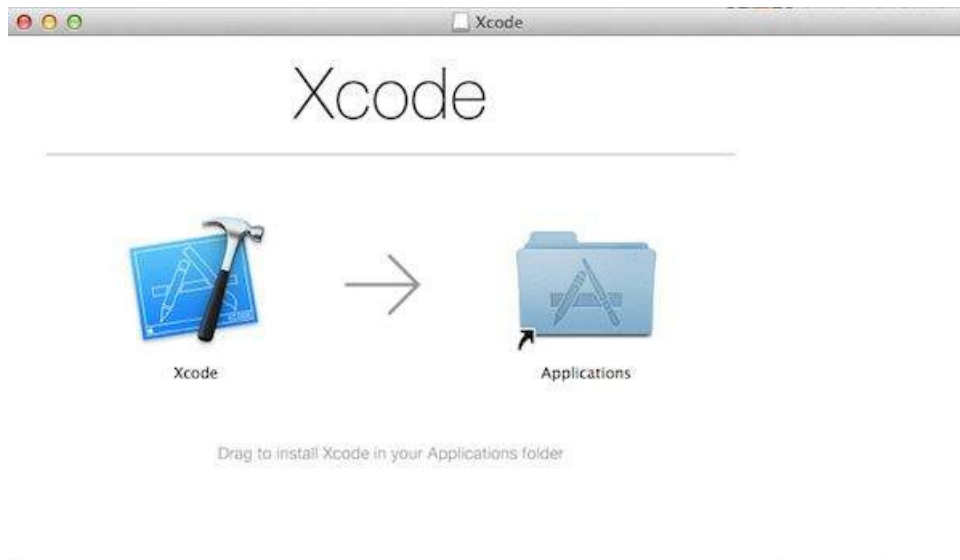 Xcode
Xcode
Xcode
Applications
Drag to install Xcode in your Applications folder